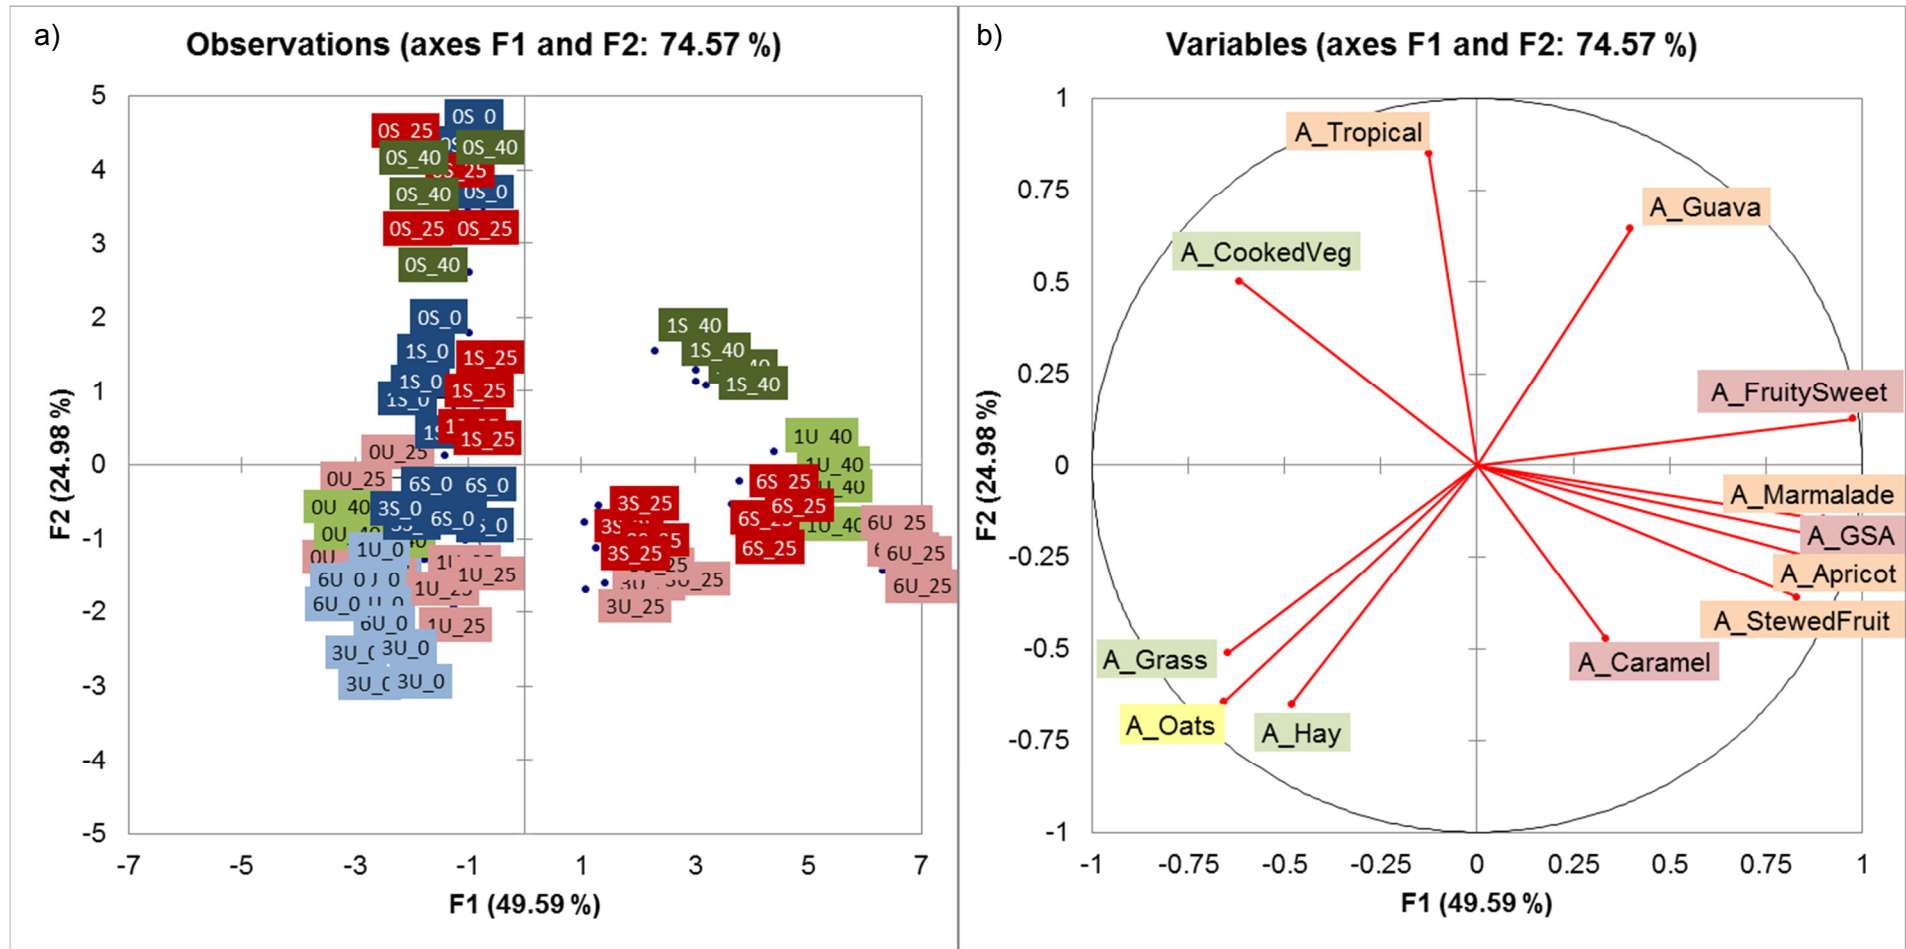 a)
Observations (axes F1 and F2: 74.57 %)
5
4
3
2
1
0
-1
-2
-3
-4
-5
F2 (24.98 %)
0S_25
0S_0
0S_40
0S_40
0S_40
0S_0
0S_25
0S_25
0S_40
0S_0
1S_0
1S_25
1S_0
1S_25
1S_0
1S_25
1S_40
1S_40
1S_40
0U_25
0U_25
0U_40
3S_0
6S_0
6S_0
6S_0
1U_0
6U_0
6U_0
6U_0
1U_25
1U_25
1U_25
3U_0
3U_0
3U_0
3U_0
1U_40
1U_40
1U_40
6S_25
6S_25
6S_25
6S_25
3S_25
3S_25
3U_25
3U_25
6U_25
6U_25
6U_25
-7
-5
-3
-1
1
3
5
7
F1 (49.59 %)
b)
Variables (axes F1 and F2: 74.57 %)
1
0.75
0.5
0.25
0
-0.25
-0.5
-0.75
-1
F2 (24.98 %)
A_Tropical
A_Guava
A_CookedVeg
A_FruitySweet
A_Marmalade
A_GSA
A_Apricot
A_StewedFruit
A_Caramel
A_Grass
A_Oats
A_Hay
-1
-0.75
-0.5
-0.25
0
0.25
0.5
0.75
1
F1 (49.59 %)